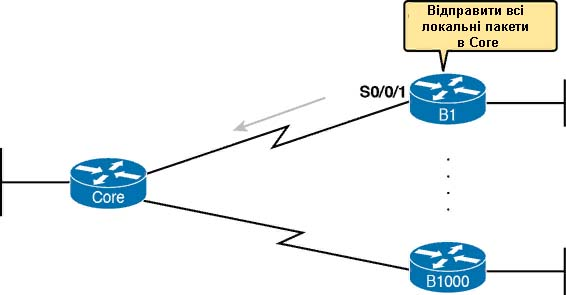 Відправити всі
локальні пакети
в Core
S0/0/1
B1
Core
B1000